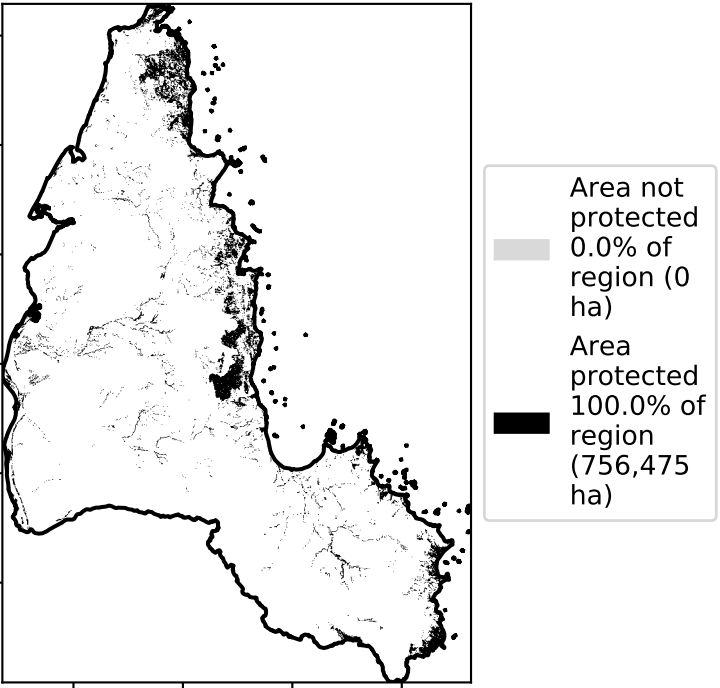 Area not
protected
0.0% of
region (0
ha)
Area
protected
100.0% of
region
(756,475
ha)